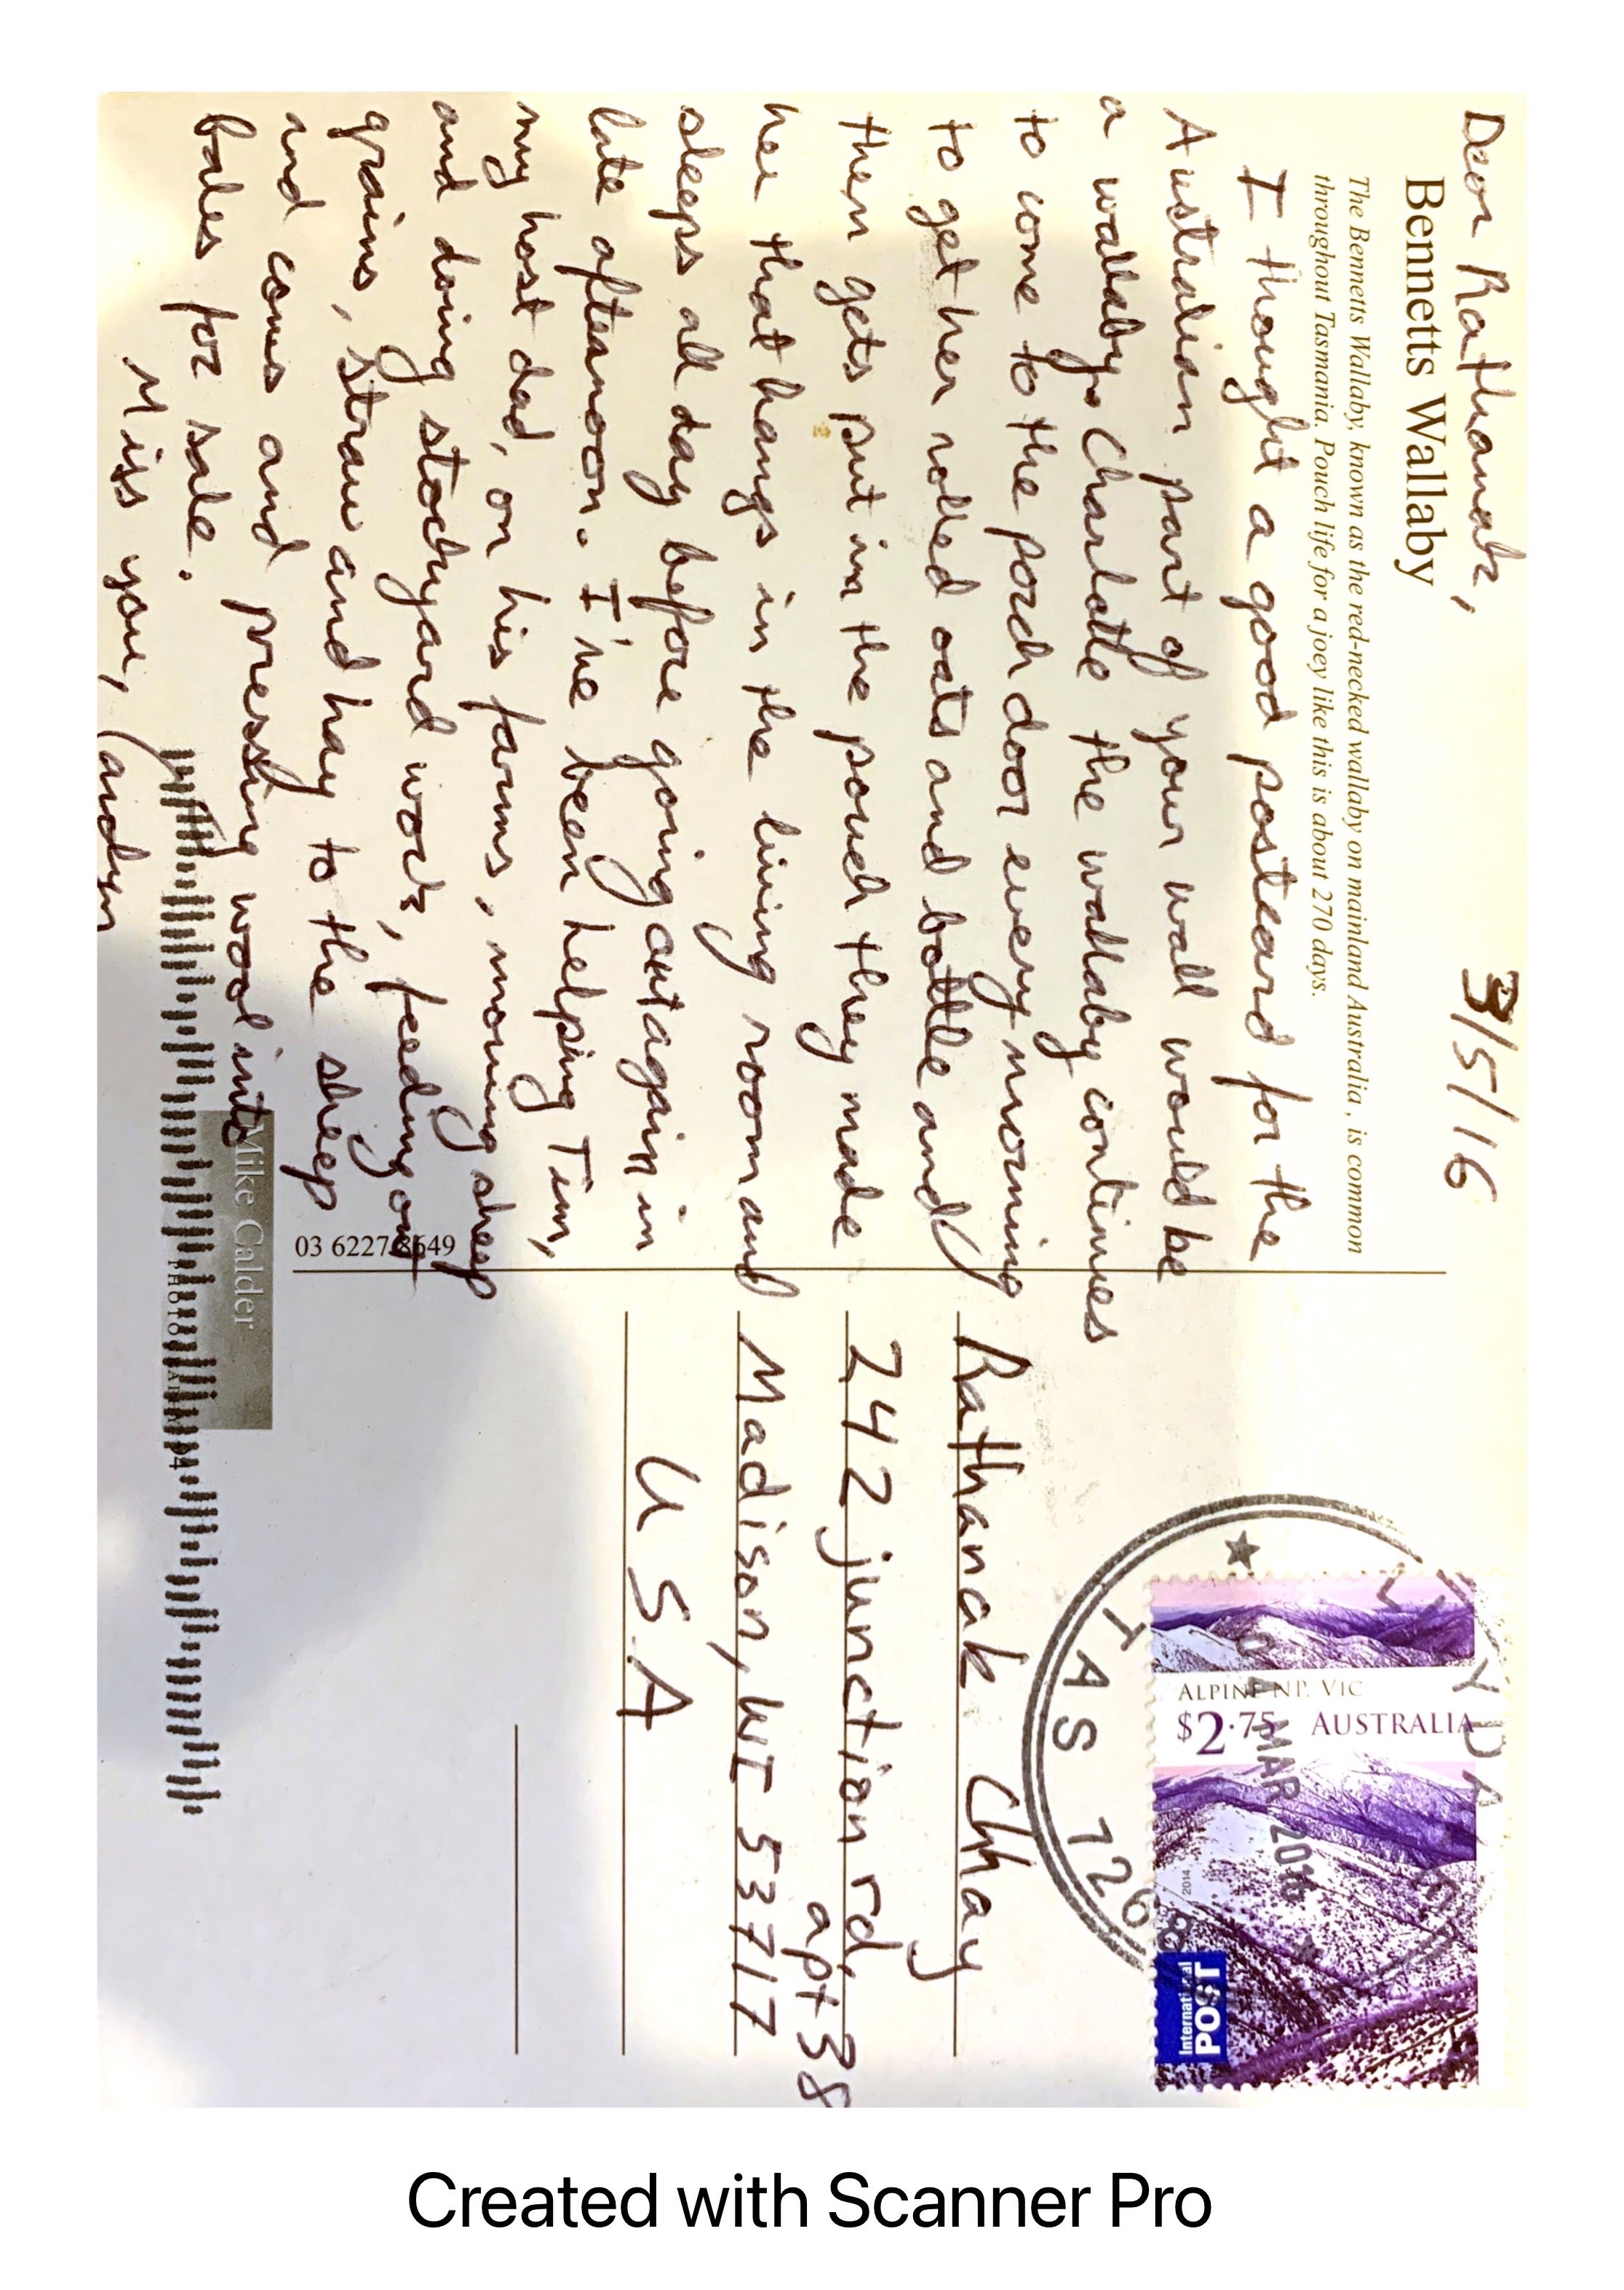 Dear Rathanak, 3/5/16
Bennetts Wallaby
The Bennetts Wallaby, known as the red-necked wallaby on mainland Australia, is common
throughout Tasmania. Pouch life for a joey like this is about 270 days.
I thought a good postcard for the
Australian part of your wall would be
a wallaby. Charlotte the wallaby continues
to come to the porch door every morning
to get her rolled oats and bottle and
then gets put in the pouch they made
her that hangs in the living room and
sleeps all day before going out again in
late afternoon. I've been helping Tim,
my host dad, on his farms, moving sheep
and doing stockyard work, feeding out
grains, straw and hay to the sheep
and cows and pressing wool into
bales for sale.
Miss you, Caidyn
Mike Calder
03 6227 8649
LIYDA
TAS 726
MAR 2016
ALPINE NP, VIC
$2.75 AUSTRALIA
2014
International
POST
Rathanak Chhay
242 junction rd,
apt 38
Madison, WI 53717
USA
Created with Scanner Pro